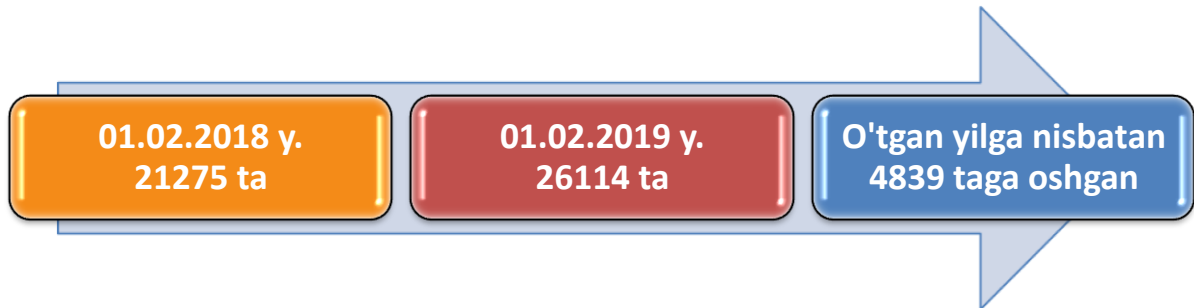 01.02.2018 y.
21275 ta
01.02.2019 y.
26114 ta
O'tgan yilga nisbatan
4839 taga oshgan